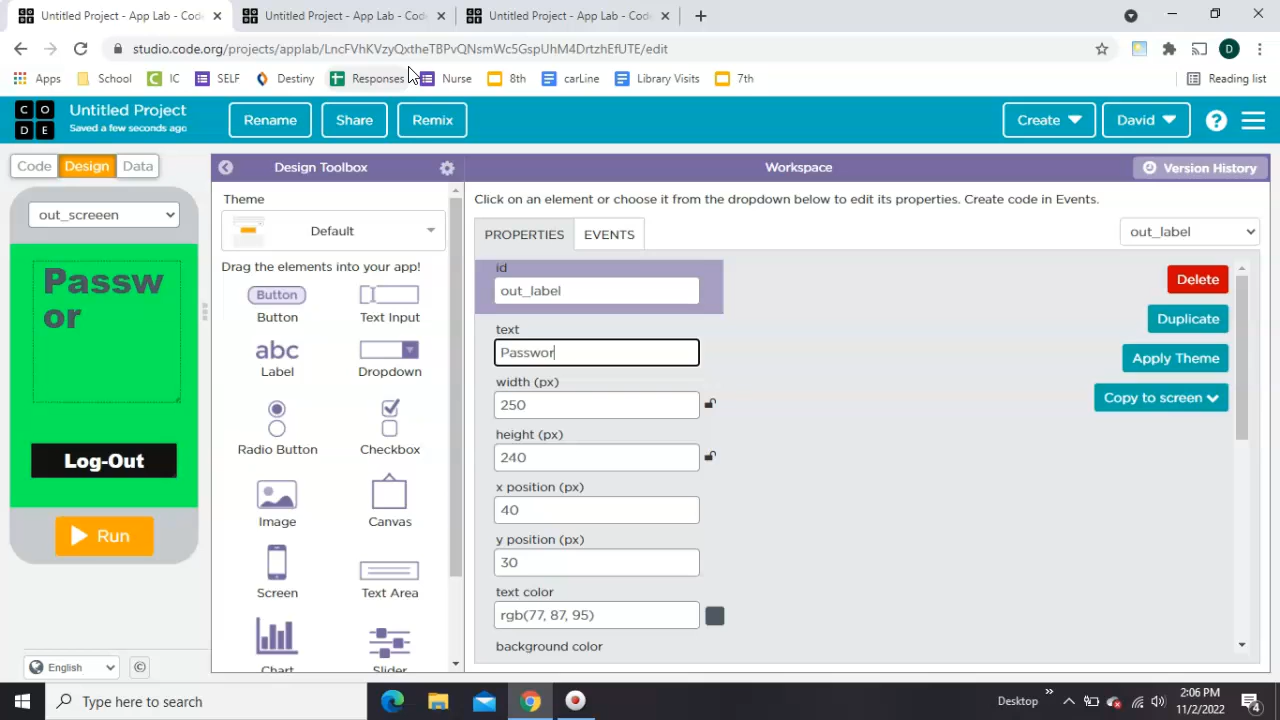 Untitled Project - App Lab - Cod
Untitled Project - App Lab - Cod
Untitled Project - App Lab - Cod
studio.code.org/projects/applab/LncFVhKVzyQxtheTBPvQNsmWc5GspUhM4DrtzhEfUTE/edit
D
Apps
School
IC
SELF
Destiny
Responses
Nurse
8th
carLine
Library Visits
7th
Reading list
C O
D E
Untitled Project
Saved a few seconds ago
Rename
Share
Remix
Create
David
?
Code
Design
Data
Design Toolbox
Workspace
Version History
out_screeen
Passw
or
Log-Out
Run
English
©
Theme
Default
Drag the elements into your app!
Button
Button
Text Input
abc
Label
Dropdown
Radio Button
Checkbox
Image
Canvas
Screen
Text Area
Chart
Slider
Click on an element or choose it from the dropdown below to edit its properties. Create code in Events.
PROPERTIES
EVENTS
out_label
id
out_label
text
Passwor
width (px)
250
height (px)
240
x position (px)
40
y position (px)
30
text color
rgb(77, 87, 95)
background color
Delete
Duplicate
Apply Theme
Copy to screen
Type here to search
Desktop
2:06 PM
11/2/2022
4